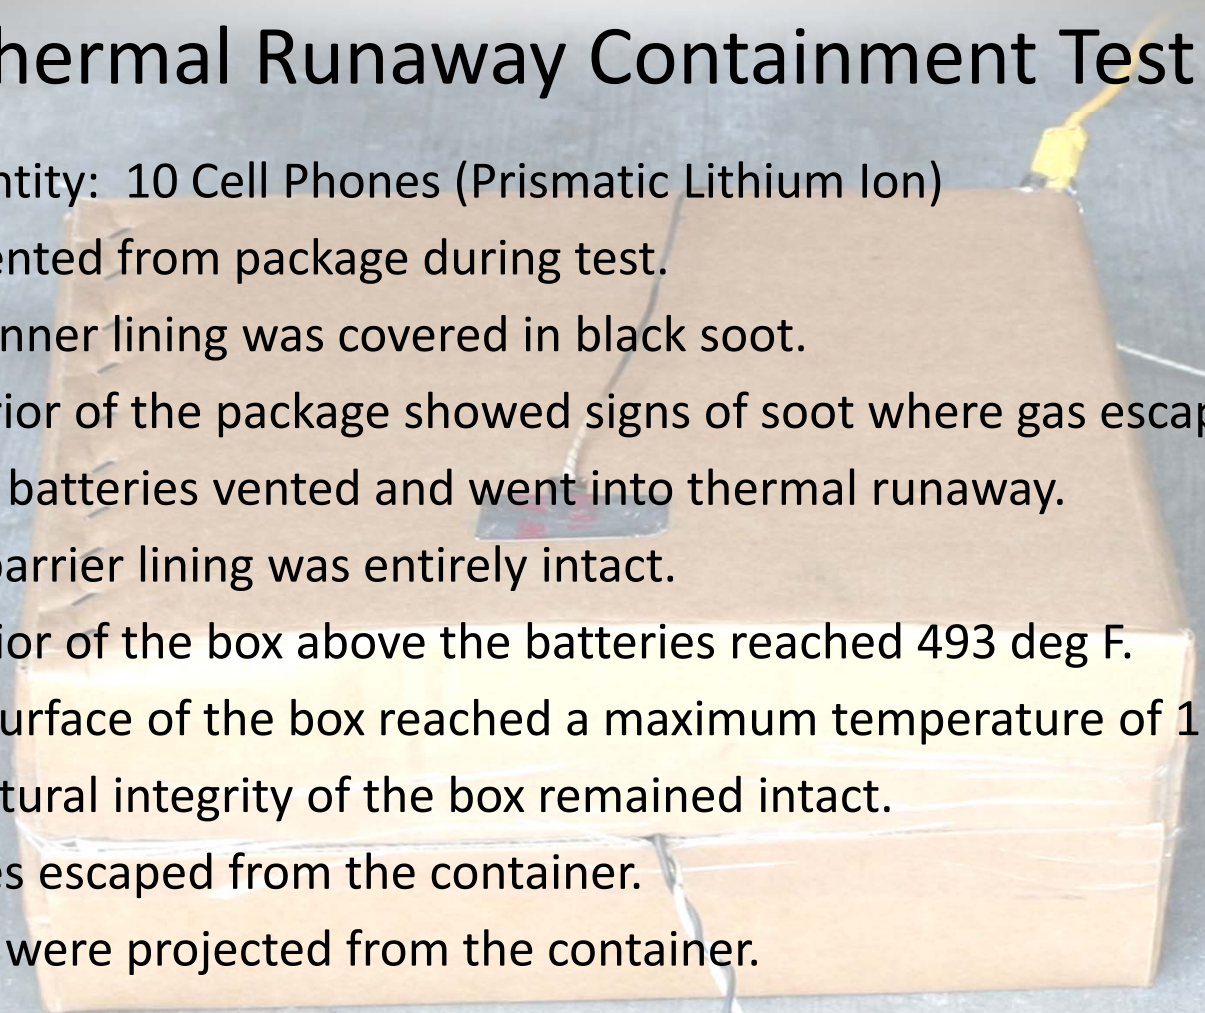 hermal Runaway Containment Test
ntity: 10 Cell Phones (Prismatic Lithium Ion)
ented from package during test.
nner lining was covered in black soot.
rior of the package showed signs of soot where gas escap
batteries vented and went into thermal runaway.
barrier lining was entirely intact.
ior of the box above the batteries reached 493 deg F.
urface of the box reached a maximum temperature of 1
tural integrity of the box remained intact.
es escaped from the container.
were projected from the container.